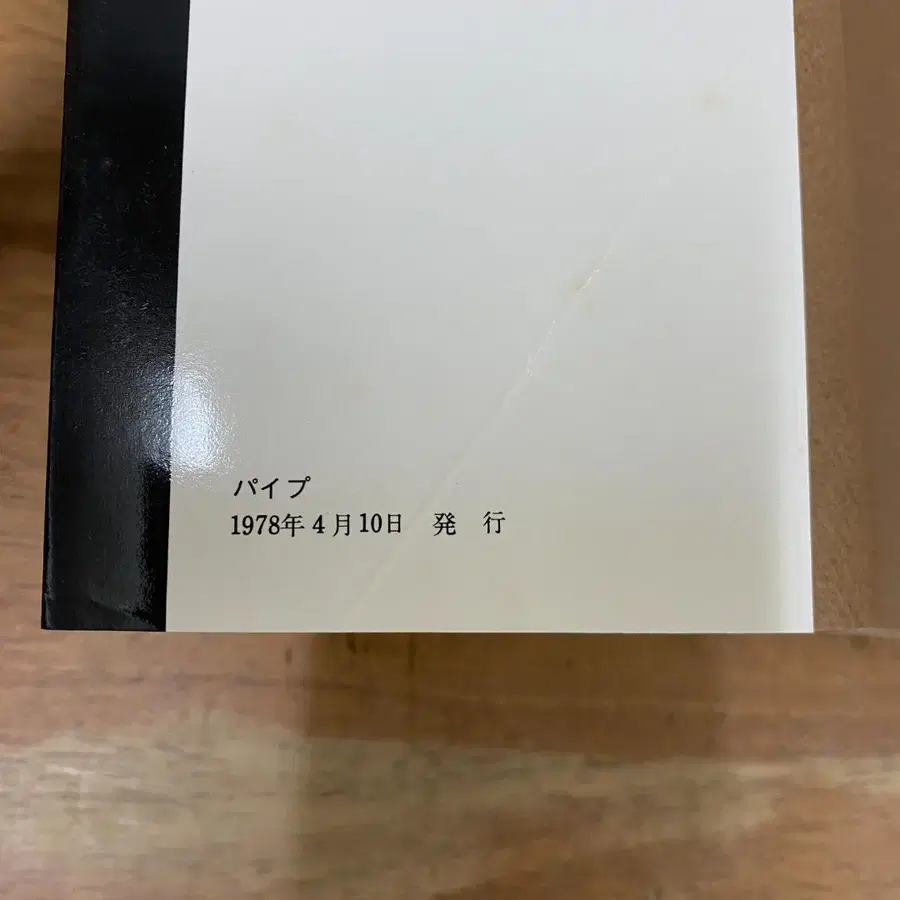 パイプ
1978年4月10日 発 行